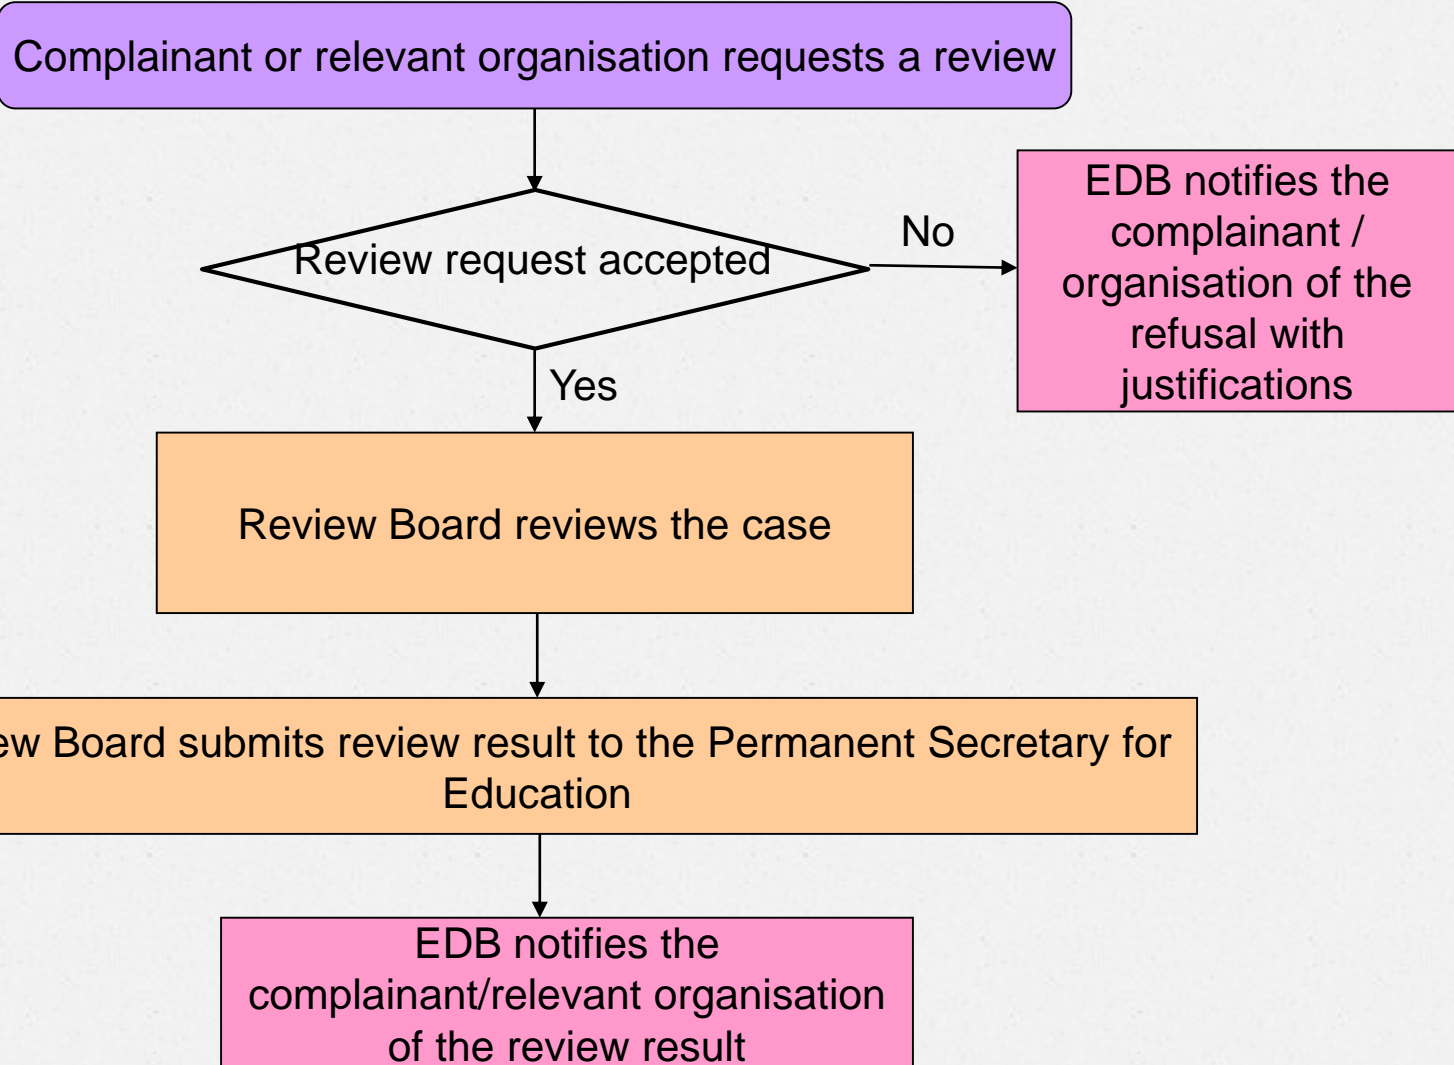 Complainant or relevant organisation requests a review
Review request accepted
No
EDB notifies the
complainant /
organisation of the
refusal with
justifications
Yes
Review Board reviews the case
ew Board submits review result to the Permanent Secretary for
Education
EDB notifies the
complainant/relevant organisation
of the review result